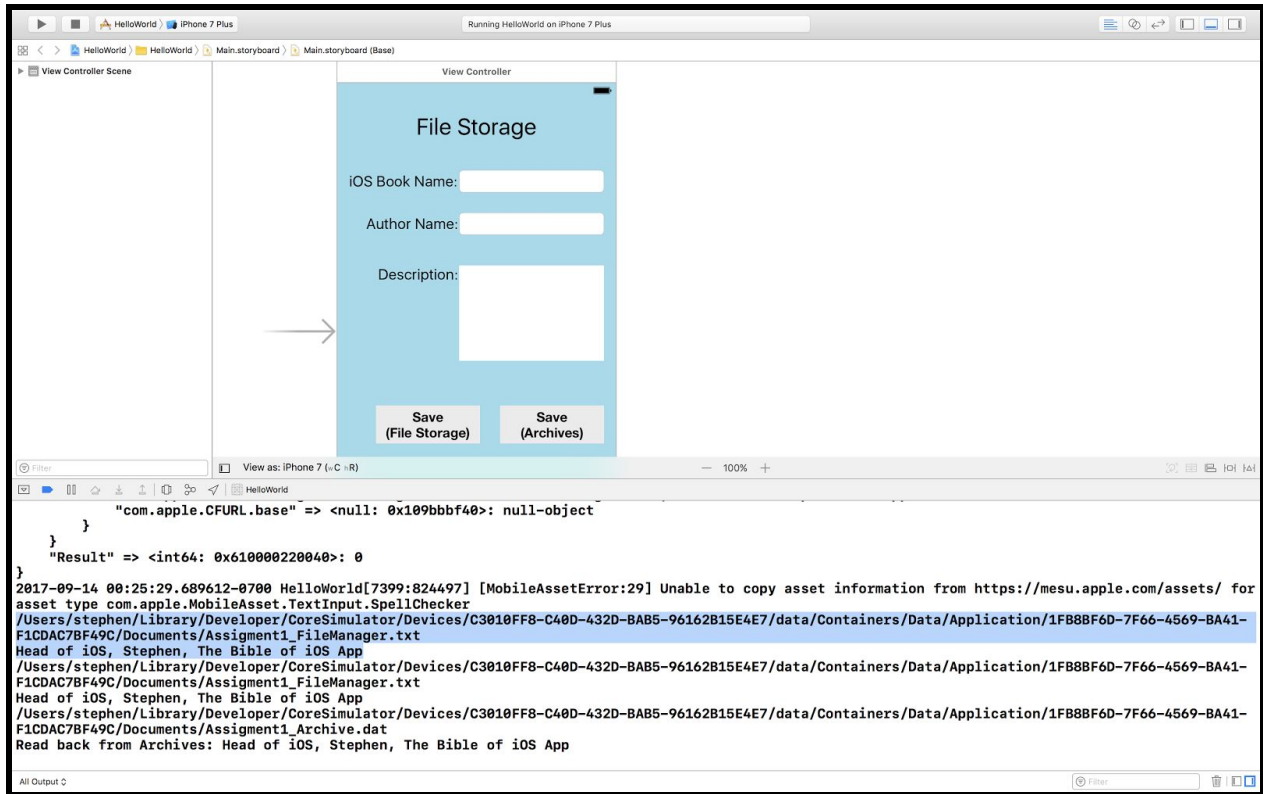 HelloWorld iPhone 7 Plus
Running HelloWorld on iPhone 7 Plus
HelloWorld HelloWorld Main.storyboard Main.storyboard (Base)
View Controller Scene
View Controller
File Storage
iOS Book Name:
Author Name:
Description:
Save
(File Storage)
Save
(Archives)
Filter
View as: iPhone 7 (wC hR)
100%
HelloWorld
"com.apple.CFURL.base" => <null: 0x109bbbf40>: null-object
}
}
"Result" => <int64: 0x610000220040>: 0
}
2017-09-14 00:25:29.689612-0700 HelloWorld[7399:824497] [MobileAssetError:29] Unable to copy asset information from https://mesu.apple.com/assets/ for
asset type com.apple.MobileAsset.TextInput.SpellChecker
/Users/stephen/Library/Developer/CoreSimulator/Devices/C3010FF8-C40D-432D-BAB5-96162B15E4E7/data/Containers/Data/Application/1FB8BF6D-7F66-4569-BA41-
F1CDAC7BF49C/Documents/Assigment1_FileManager.txt
Head of iOS, Stephen, The Bible of iOS App
/Users/stephen/Library/Developer/CoreSimulator/Devices/C3010FF8-C40D-432D-BAB5-96162B15E4E7/data/Containers/Data/Application/1FB8BF6D-7F66-4569-BA41-
F1CDAC7BF49C/Documents/Assigment1_FileManager.txt
Head of iOS, Stephen, The Bible of iOS App
/Users/stephen/Library/Developer/CoreSimulator/Devices/C3010FF8-C40D-432D-BAB5-96162B15E4E7/data/Containers/Data/Application/1FB8BF6D-7F66-4569-BA41-
F1CDAC7BF49C/Documents/Assigment1_Archive.dat
Read back from Archives: Head of iOS, Stephen, The Bible of iOS App
All Output
Filter